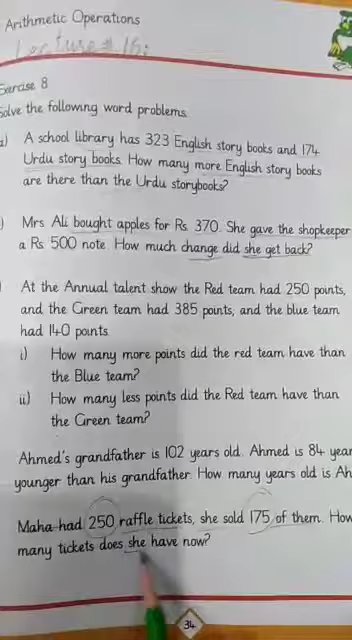 Arithmetic Operations
Lecture # 16:
Exercise 8
Solve the following word problems.
a) A school library has 323 English story books and 174
Urdu story books. How many more English story books
are there than the Urdu storybooks?
) Mrs. Ali bought apples for Rs. 370. She gave the shopkeeper
a Rs. 500 note. How much change did she get back?
At the Annual talent show the Red team had 250 points,
and the Green team had 385 points, and the blue team
had 140 points.
i) How many more points did the red team have than
the Blue team?
ii) How many less points did the Red team have than
the Green team?
Ahmed's grandfather is 102 years old. Ahmed is 84 year
younger than his grandfather. How many years old is Ah
Maha had 250 raffle tickets, she sold 175 of them. How
many tickets does she have now?
34